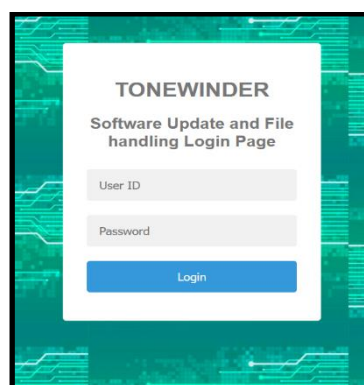 TONEWINDER
Software Update and File
handling Login Page
User ID
Password
Login